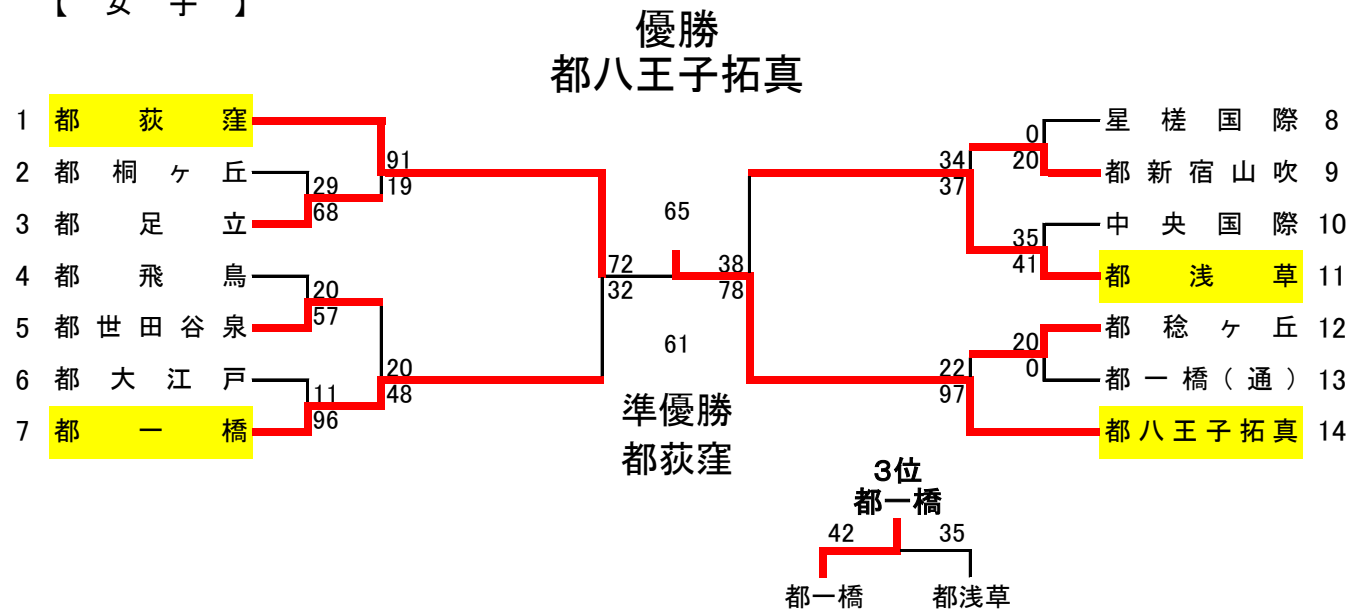 【 女 子 】
優勝
都八王子拓真
1 都荻窪
2 都桐ヶ丘
3 都足立
4 都飛鳥
5 都世田谷泉
6 都大江戸
7 都一橋
91
19
29
68
20
57
20
48
11
96
72
32
65
61
38
78
準優勝
都荻窪
34
37
0
20
35
41
20
0
22
97
星槎国際 8
都新宿山吹 9
中央国際 10
都浅草 11
都稔ヶ丘 12
都一橋(通) 13
都八王子拓真 14
3位
都一橋
42 35
都一橋 都浅草